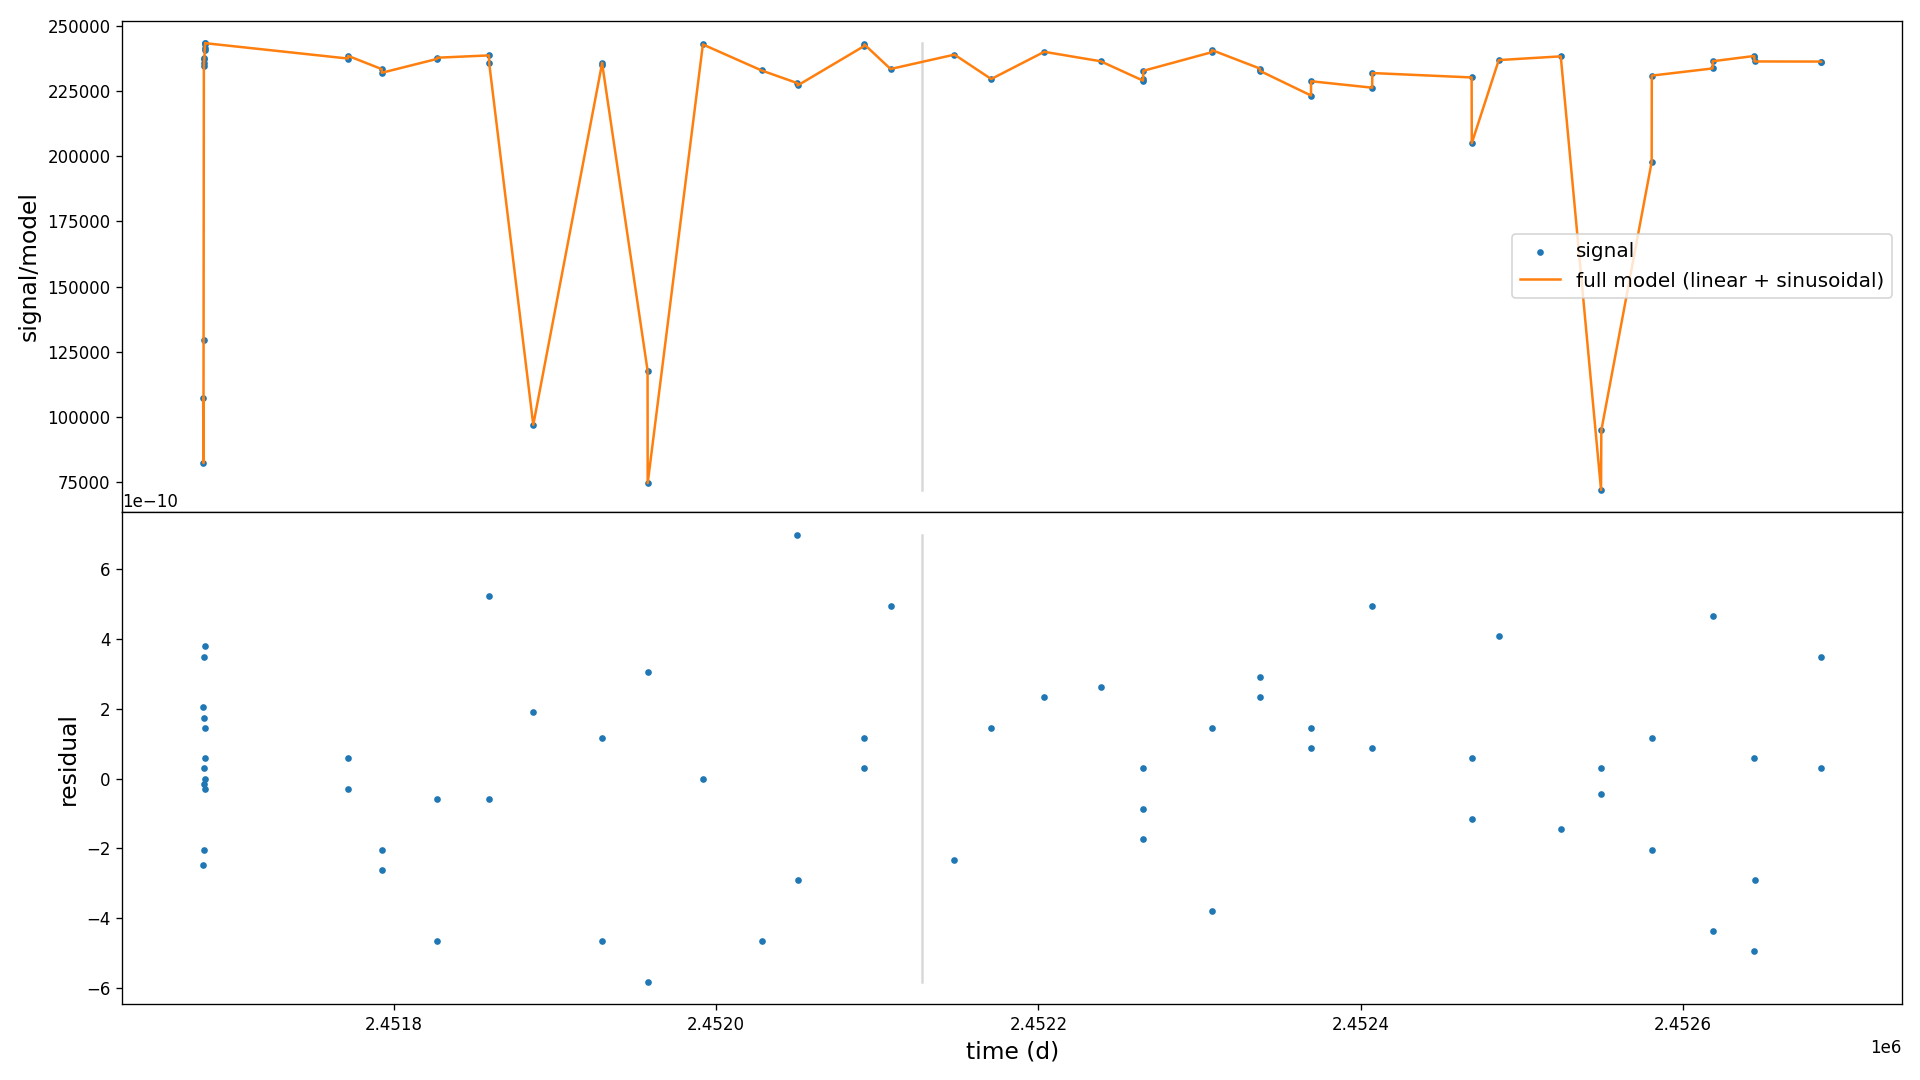 250000
225000
200000
175000
150000
125000
100000
75000
signal/model
signal
full model (linear + sinusoidal)
1e−10
6
4
2
0
−2
−4
−6
residual
2.4518
2.4520
2.4522
2.4524
2.4526
1e6
time (d)